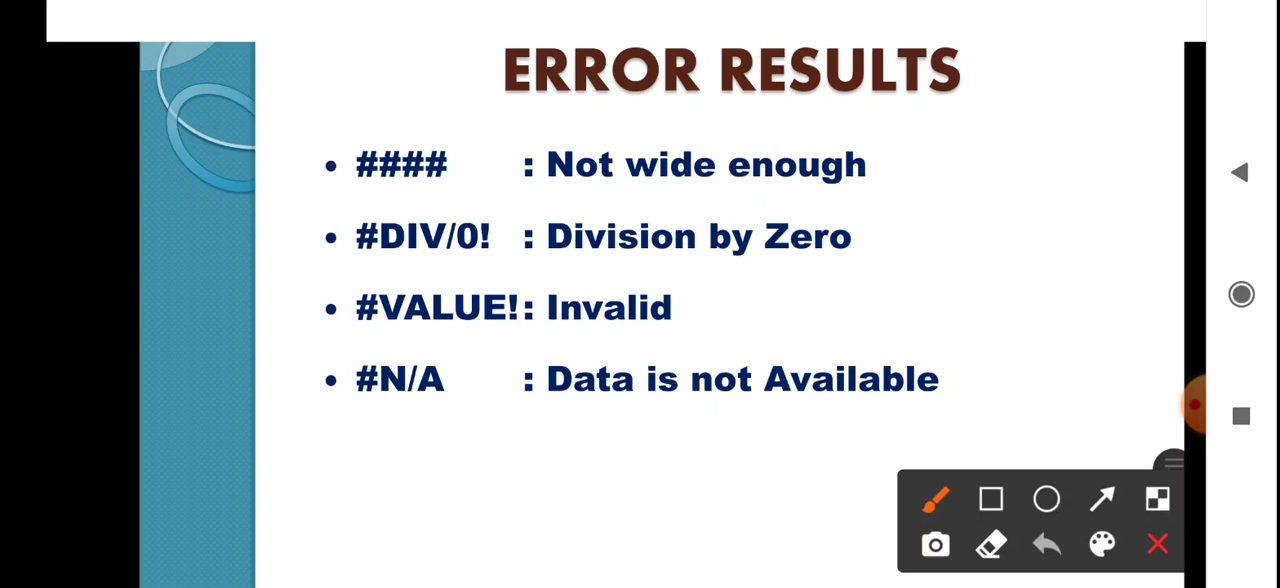 ERROR RESULTS
• #### : Not wide enough
• #DIV/0! : Division by Zero
• #VALUE! : Invalid
• #N/A : Data is not Available